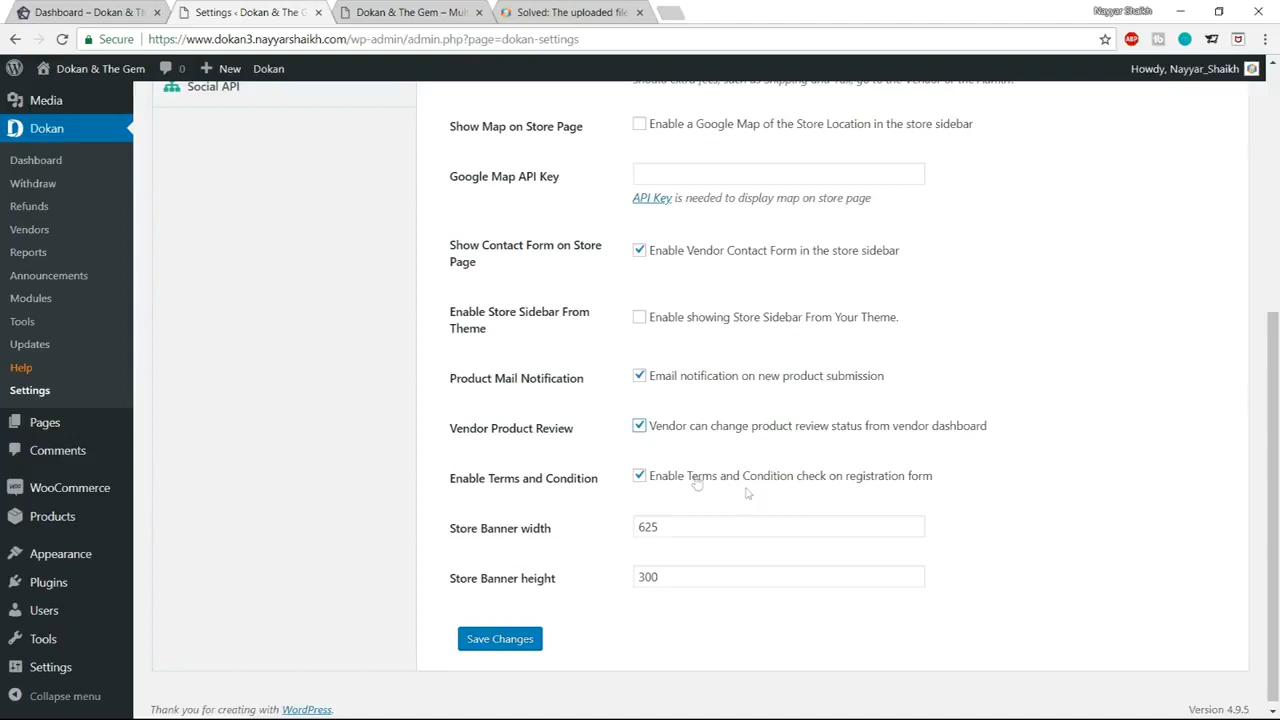 Dashboard – Dokan & Th
Settings ‹ Dokan & The G
Dokan & The Gem – Mult
Solved: The uploaded file
Nayyar Shaikh
Secure
https://www.dokan3.nayyarshaikh.com/wp-admin/admin.php?page=dokan-settings
ABP
Dokan & The Gem
0
New
Dokan
Howdy, Nayyar_Shaikh
Media
Dokan
Dashboard
Withdraw
Refunds
Vendors
Reports
Announcements
Modules
Tools
Updates
Help
Settings
Pages
Comments
WooCommerce
Products
Appearance
Plugins
Users
Tools
Settings
Collapse menu
Social API
should extra fees, such as Shipping and Tax, go to the Vendor or the Admin?
Show Map on Store Page
Enable a Google Map of the Store Location in the store sidebar
Google Map API Key
API Key is needed to display map on store page
Show Contact Form on Store
Page
Enable Vendor Contact Form in the store sidebar
Enable Store Sidebar From
Theme
Enable showing Store Sidebar From Your Theme.
Product Mail Notification
Email notification on new product submission
Vendor Product Review
Vendor can change product review status from vendor dashboard
Enable Terms and Condition
Enable Terms and Condition check on registration form
Store Banner width
625
Store Banner height
300
Save Changes
Thank you for creating with WordPress.
Version 4.9.5